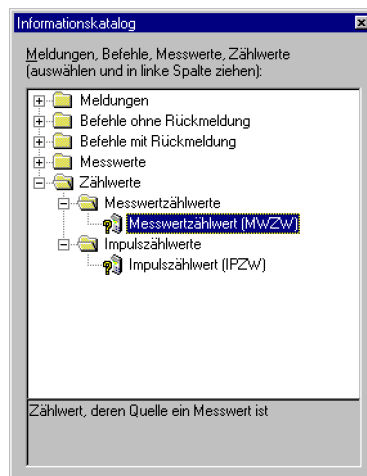 Informationskatalog
Meldungen, Befehle, Messwerte, Zählwerte
(auswählen und in linke Spalte ziehen):
Meldungen
Befehle ohne Rückmeldung
Befehle mit Rückmeldung
Messwerte
Zählwerte
Messwertzählwerte
Messwertzählwert (MWZW)
Impulszählwerte
Impulszählwert (IPZW)
Zählwert, deren Quelle ein Messwert ist